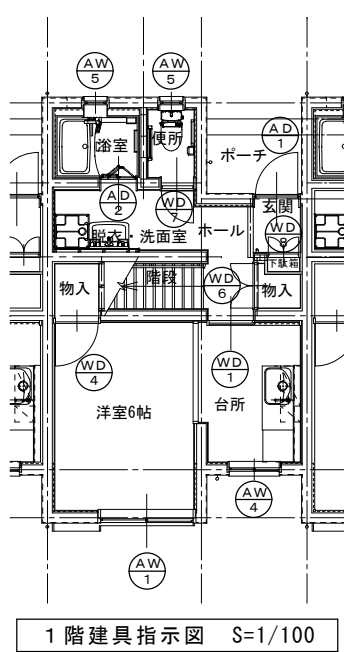 AW
5
AW
5
浴室
便所
ポーチ
AD
1
AD
2
WD
7
玄関
脱衣
洗面室
ホール
WD
8
下駄箱
物入
階段
WD
6
物入
WD
4
WD
1
洋室6帖
台所
AW
4
AW
1
1階建具指示図 S=1/100